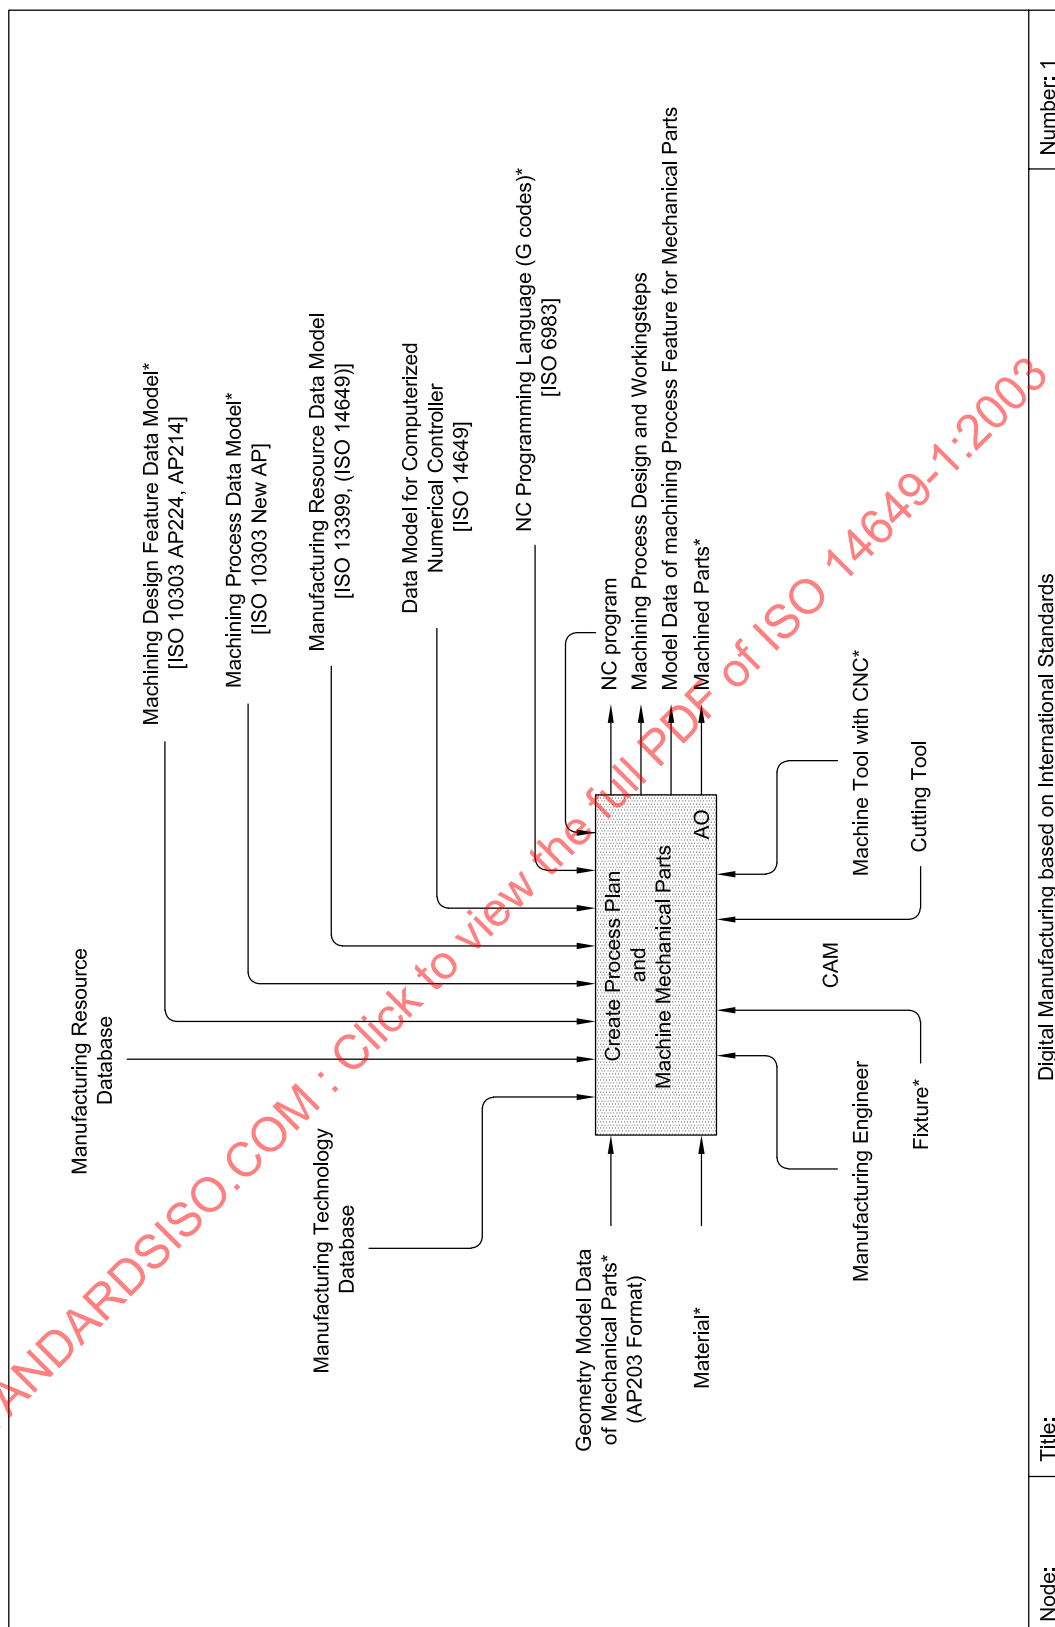 Manufacturing Resource
Database
Machining Design Feature Data Model*
[ISO 10303 AP224, AP214]
Machining Process Data Model*
[ISO 10303 New AP]
Manufacturing Technology
Database
Manufacturing Resource Data Model
[ISO 13399, (ISO 14649)]
Data Model for Computerized
Numerical Controller
[ISO 14649]
NC Programming Language (G codes)*
[ISO 6983]
Geometry Model Data
of Mechanical Parts*
(AP203 Format)
Material*
Create Process Plan
and
Machine Mechanical Parts
AO
NC program
Machining Process Design and Workingsteps
Model Data of machining Process Feature for Mechanical Parts
Machined Parts*
Manufacturing Engineer
Fixture*
CAM
Machine Tool with CNC*
Cutting Tool
Node:
Title:
Digital Manufacturing based on International Standards
Number: 1
ANDARDSISO.COM : Click to view the full PDF of ISO 14649-1:2003